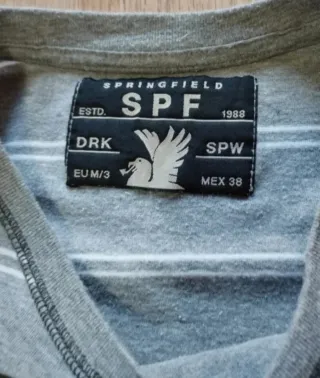 SPRINGFIELD
SPF
ESTD. 1988
DRK SPW
EU M/3 MEX 38